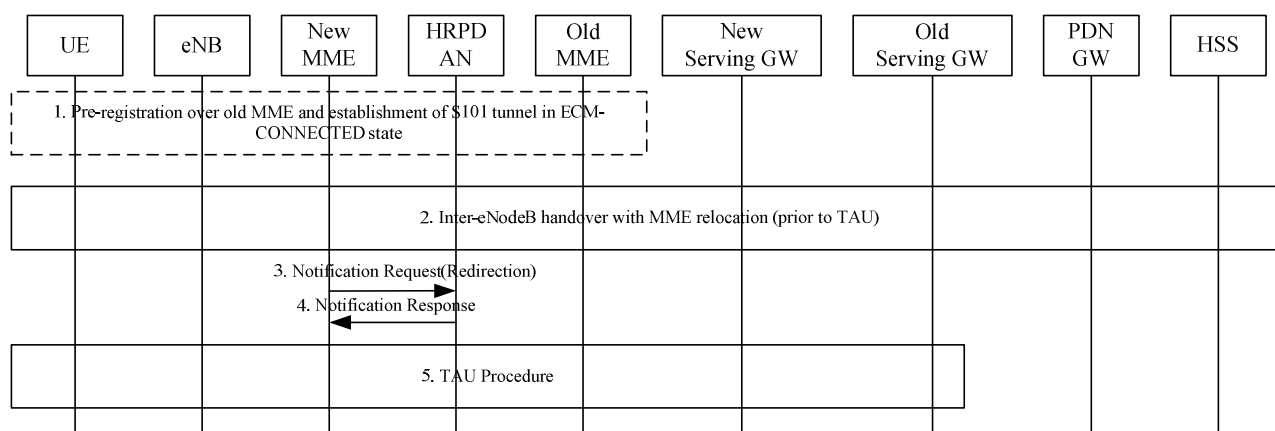 UE
eNB
New
MME
HRPD
AN
Old
MME
New
Serving GW
Old
Serving GW
PDN
GW
HSS
1. Pre-registration over old MME and establishment of S101 tunnel in ECM-
CONNECTED state
2. Inter-eNodeB handover with MME relocation (prior to TAU)
3. Notification Request(Redirection)
4. Notification Response
5. TAU Procedure